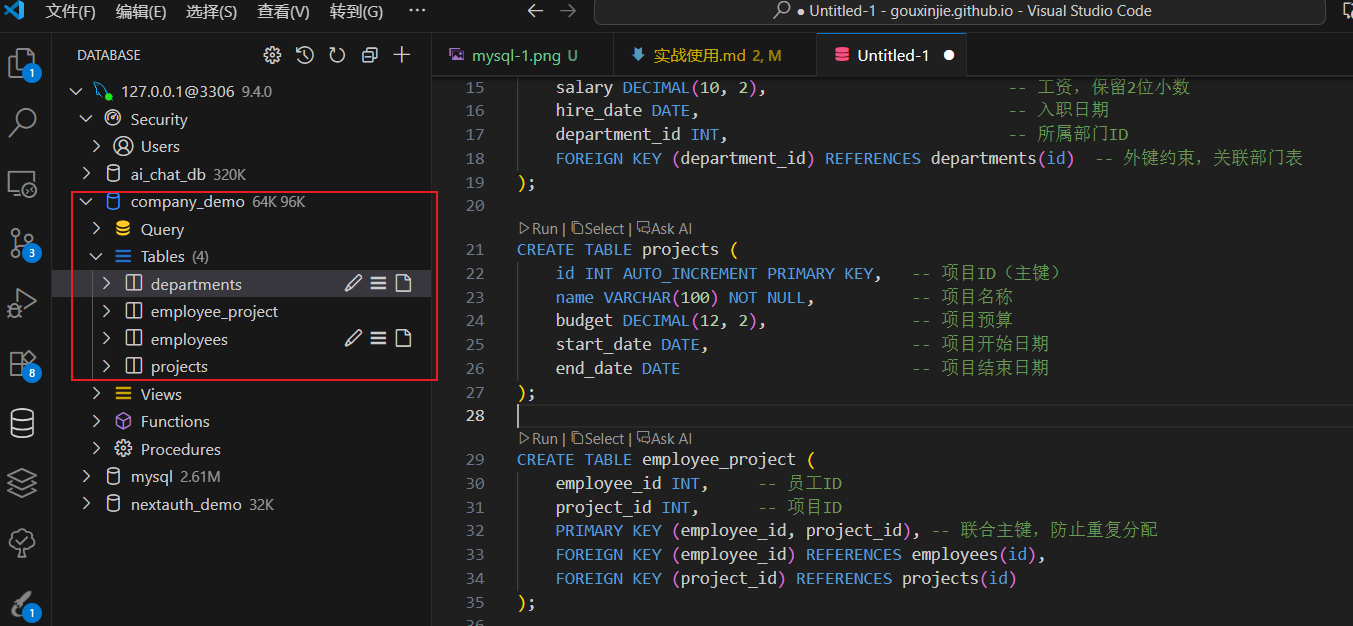 文件(F) 编辑(E) 选择(S) 查看(V) 转到(G) ··· Untitled-1 - gouxinjie.github.io - Visual Studio Code
DATABASE
127.0.0.1@3306 9.4.0
Security
Users
ai_chat_db 320K
company_demo 64K 96K
Query
Tables (4)
departments
employee_project
employees
projects
Views
Functions
Procedures
mysql 2.61M
nextauth_demo 32K
1
3
8
1
mysql-1.png U 实战使用.md 2, M Untitled-1
15 salary DECIMAL(10, 2), -- 工资，保留2位小数
16 hire_date DATE, -- 入职日期
17 department_id INT, -- 所属部门ID
18 FOREIGN KEY (department_id) REFERENCES departments(id) -- 外键约束，关联部门表
19 );
20
Run | Select | Ask AI
21 CREATE TABLE projects (
22 id INT AUTO_INCREMENT PRIMARY KEY, -- 项目ID（主键）
23 name VARCHAR(100) NOT NULL, -- 项目名称
24 budget DECIMAL(12, 2), -- 项目预算
25 start_date DATE, -- 项目开始日期
26 end_date DATE -- 项目结束日期
27 );
28
Run | Select | Ask AI
29 CREATE TABLE employee_project (
30 employee_id INT, -- 员工ID
31 project_id INT, -- 项目ID
32 PRIMARY KEY (employee_id, project_id), -- 联合主键，防止重复分配
33 FOREIGN KEY (employee_id) REFERENCES employees(id),
34 FOREIGN KEY (project_id) REFERENCES projects(id)
35 );
36